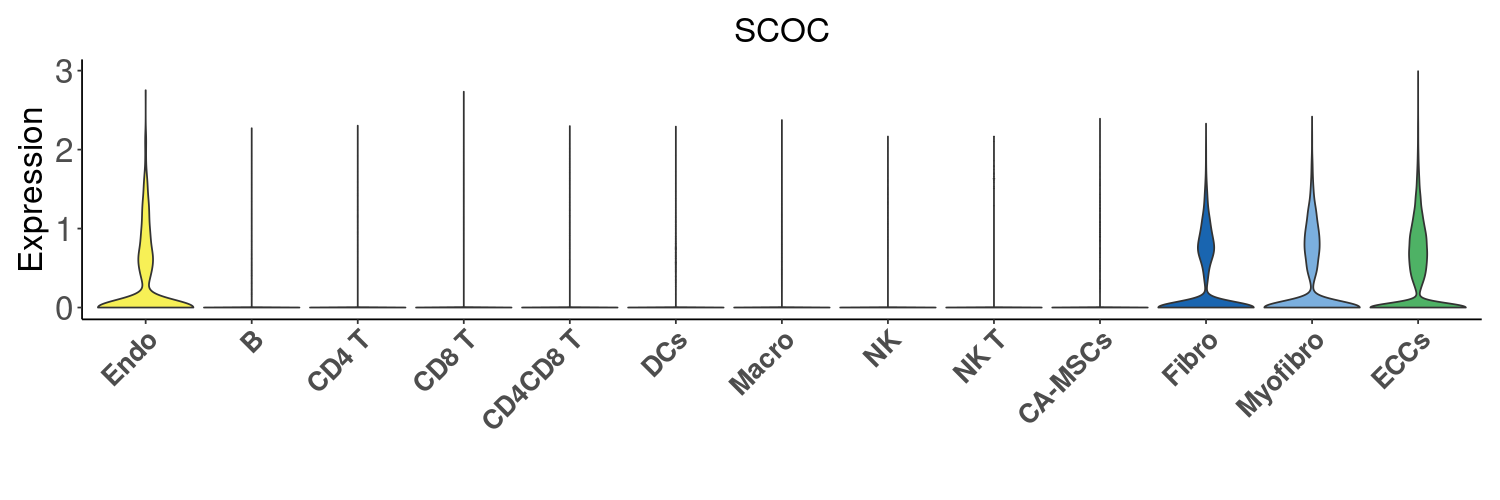 SCOC
Expression
3
2
1
0
Endo
B
CD4 T
CD8 T
CD4CD8 T
DCs
Macro
NK
NK T
CA-MSCs
Fibro
Myofibro
ECCs